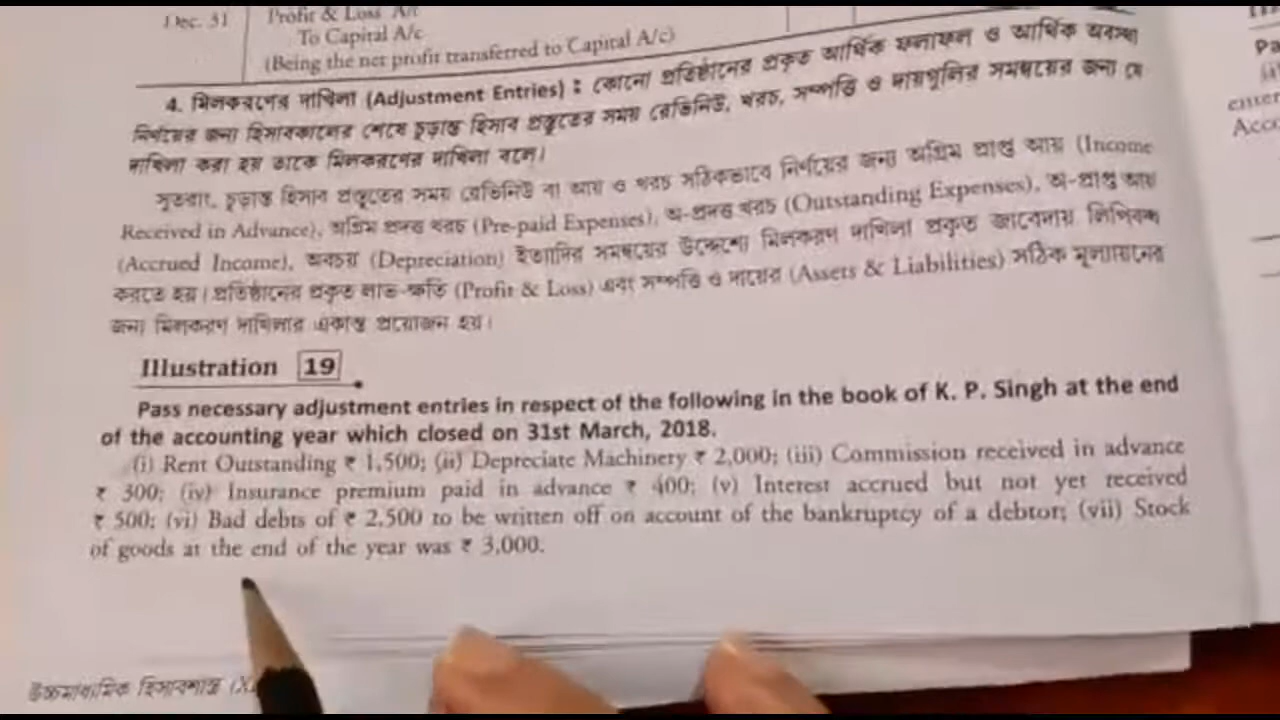 Dec. 31
Profit & Loss A/c
To Capital A/c
(Being the net profit transferred to Capital A/c)
4. মিলকরণের দাখিলা (Adjustment Entries) : কোনো প্রতিষ্ঠানের প্রকৃত আর্থিক ফলাফল ও আর্থিক অবস্থা
নির্ণয়ের জন্য হিসাবকালের শেষে চূড়ান্ত হিসাব প্রস্তুতের সময় রেভিনিউ, খরচ, সম্পত্তি ও দায়গুলির সমন্বয়ের জন্য যে
দাখিলা করা হয় তাকে মিলকরণের দাখিলা বলে।
সুতরাং, চূড়ান্ত হিসাব প্রস্তুতের সময় রেভিনিউ বা আয় ও খরচ সঠিকভাবে নির্ণয়ের জন্য অগ্রিম প্রাপ্ত আয় (Income
Received in Advance), অগ্রিম প্রদত্ত খরচ (Pre-paid Expenses), অ-প্রদত্ত খরচ (Outstanding Expenses), অ-প্রাপ্ত আয়
(Accrued Income), অবচয় (Depreciation) ইত্যাদির সমন্বয়ের উদ্দেশ্যে মিলকরণ দাখিলা প্রকৃত জাবেদায় লিপিবদ্ধ
করতে হয়। প্রতিষ্ঠানের প্রকৃত লাভ-ক্ষতি (Profit & Loss) এবং সম্পত্তি ও দায়ের (Assets & Liabilities) সঠিক মূল্যায়নের
জন্য মিলকরণ দাখিলার একান্ত প্রয়োজন হয়।
Illustration 19
Pass necessary adjustment entries in respect of the following in the book of K. P. Singh at the end
of the accounting year which closed on 31st March, 2018.
(i) Rent Outstanding ₹ 1,500; (ii) Depreciate Machinery ₹ 2,000; (iii) Commission received in advance
₹ 300; (iv) Insurance premium paid in advance ₹ 400; (v) Interest accrued but not yet received
₹ 500; (vi) Bad debts of ₹ 2,500 to be written off on account of the bankruptcy of a debtor; (vii) Stock
of goods at the end of the year was ₹ 3,000.
উচ্চমাধ্যমিক হিসাবশাস্ত্র